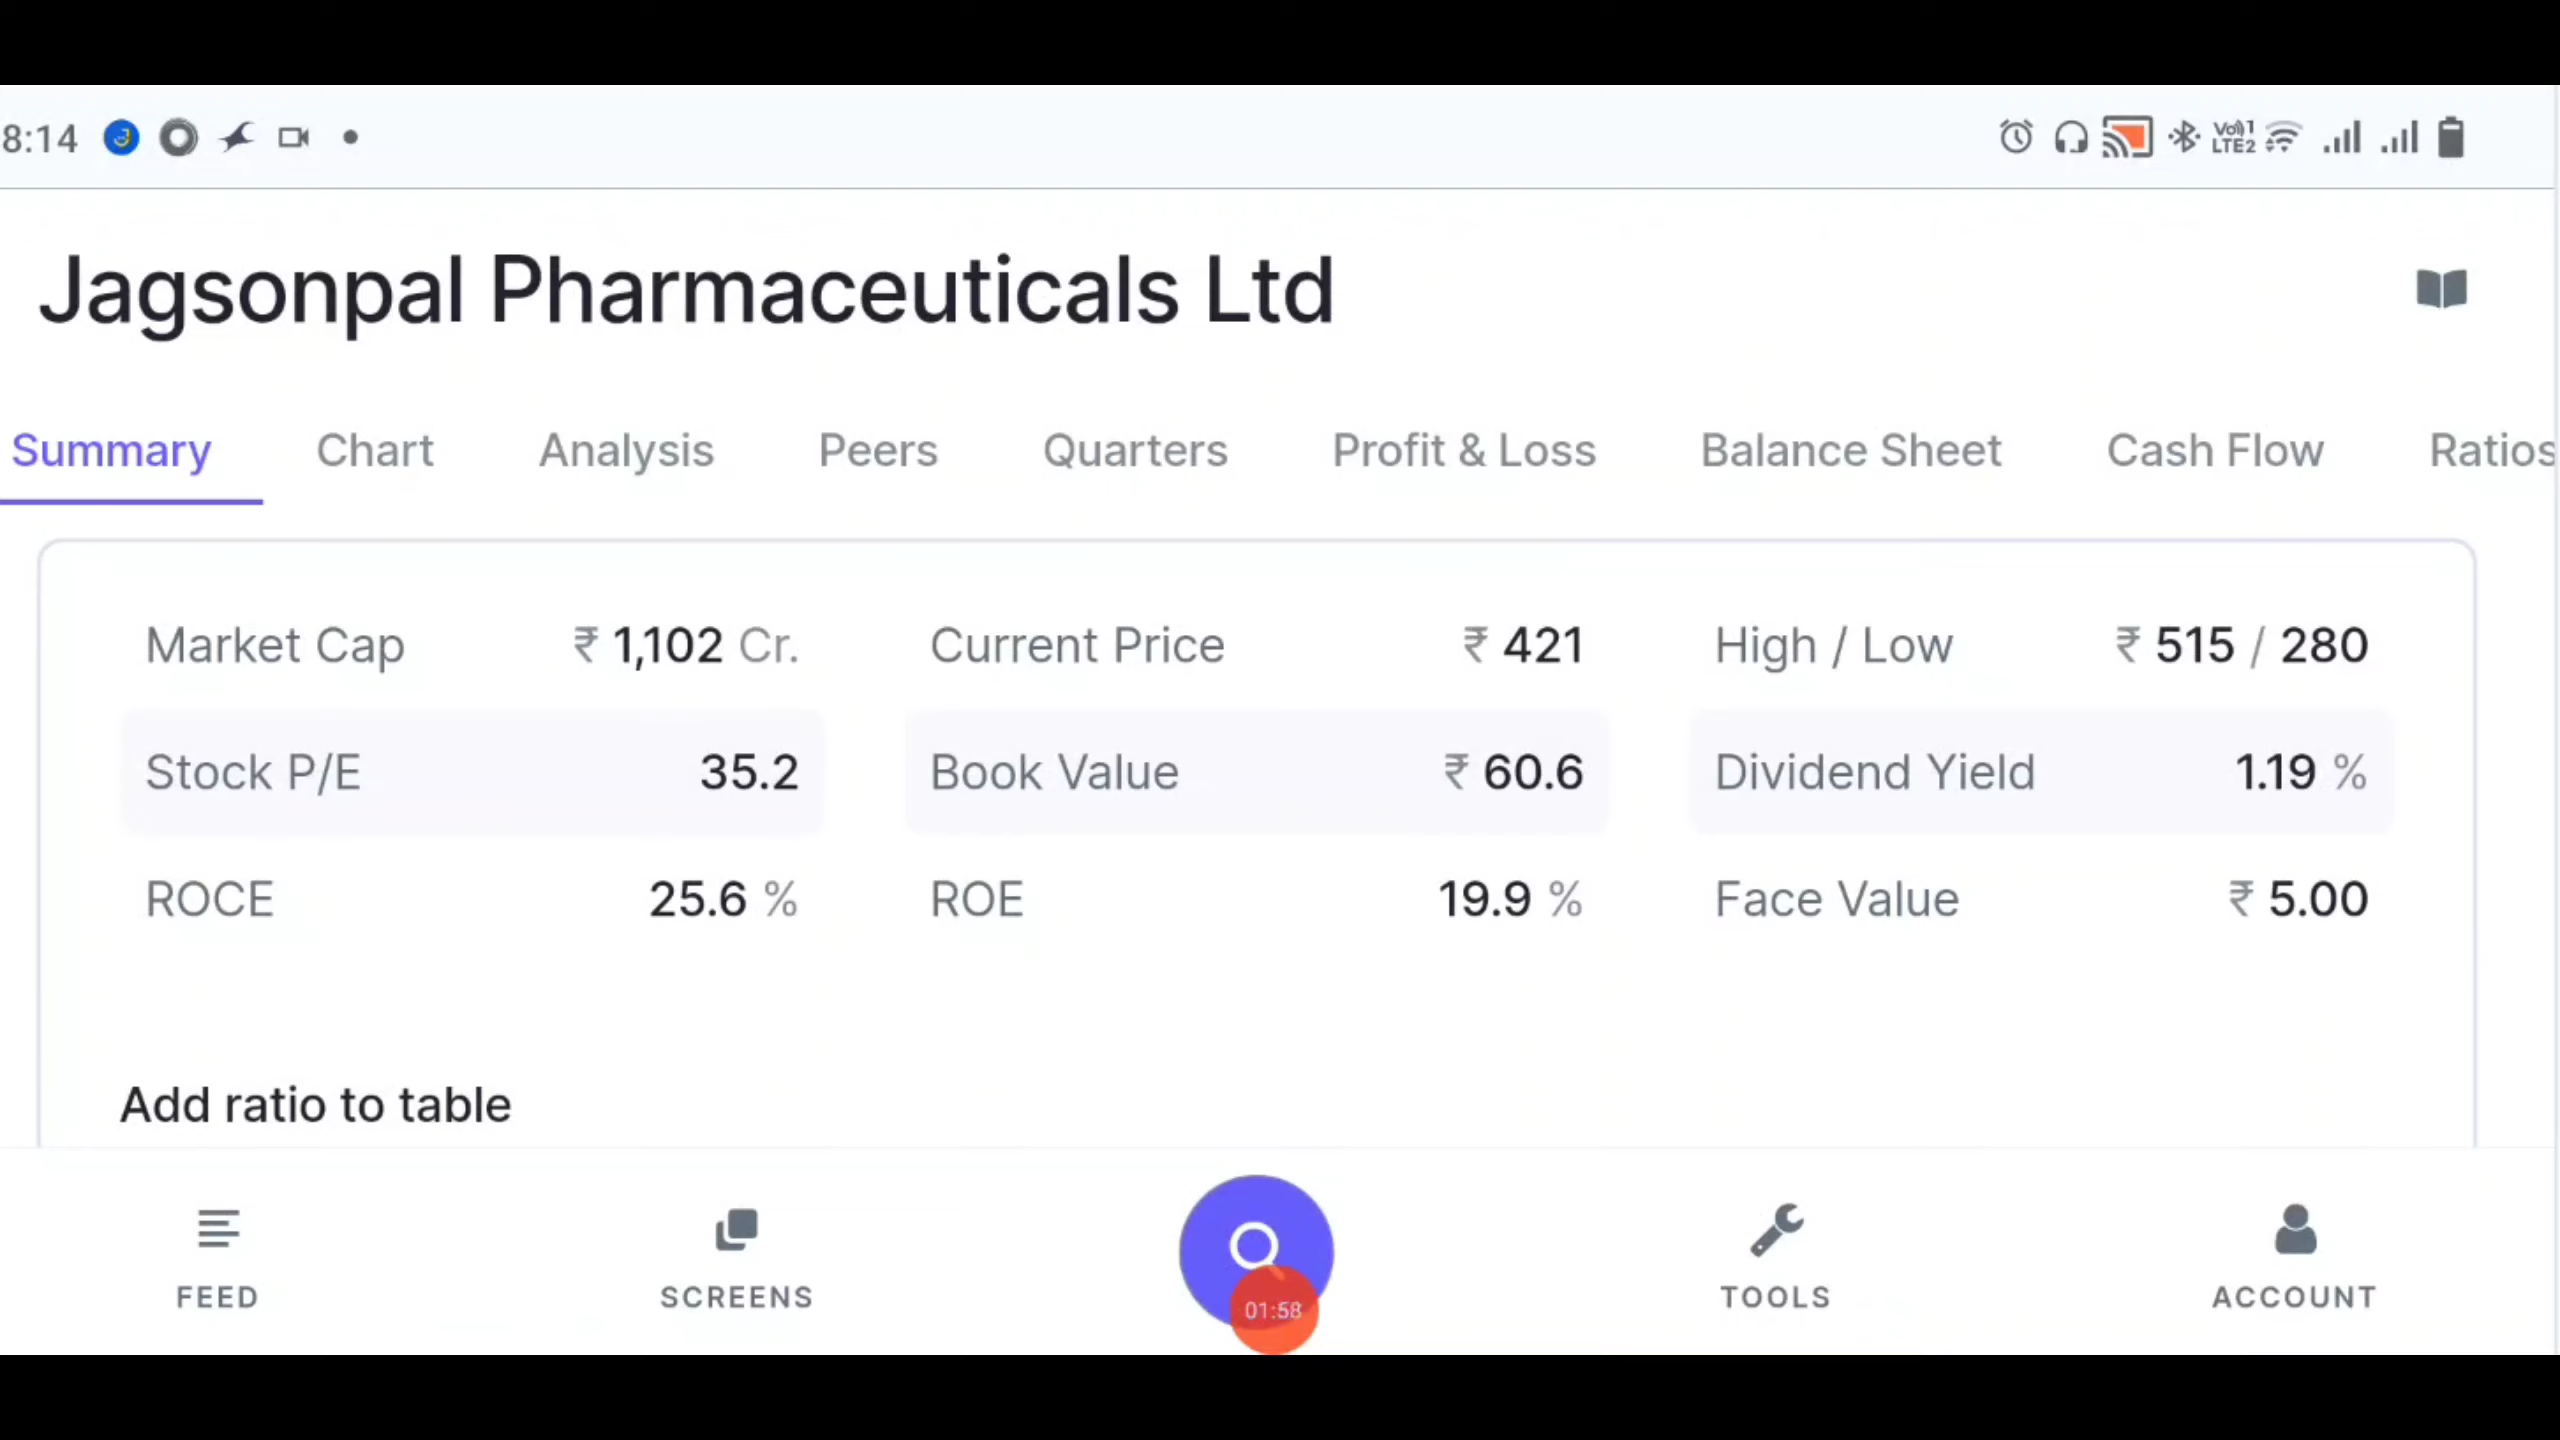 8:14 Vo)) 1 LTE2
Jagsonpal Pharmaceuticals Ltd
Summary Chart Analysis Peers Quarters Profit & Loss Balance Sheet Cash Flow Ratios
Market Cap ₹ 1,102 Cr. Current Price ₹ 421 High / Low ₹ 515 / 280
Stock P/E 35.2 Book Value ₹ 60.6 Dividend Yield 1.19 %
ROCE 25.6 % ROE 19.9 % Face Value ₹ 5.00
Add ratio to table
FEED SCREENS 01:58 TOOLS ACCOUNT